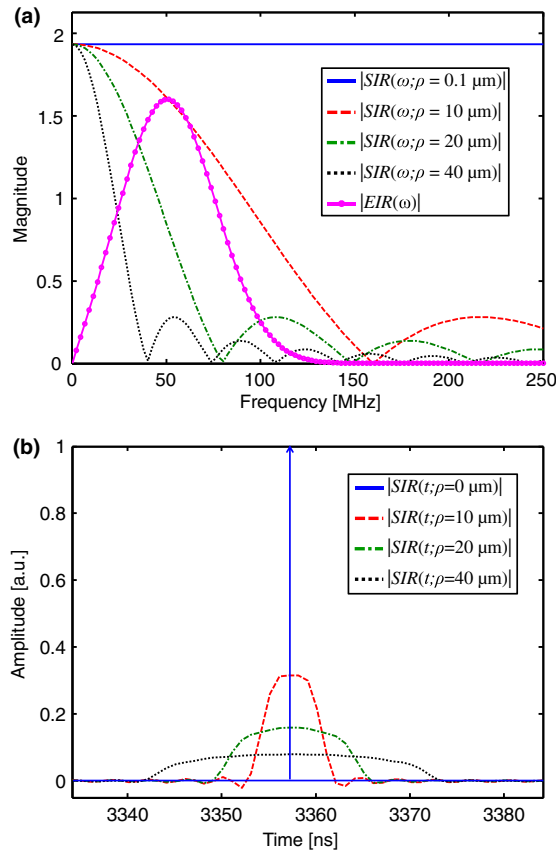 (a)
2
1.5
1
0.5
0
Magnitude
|SIR(ω;ρ = 0.1 µm)|
|SIR(ω;ρ = 10 µm)|
|SIR(ω;ρ = 20 µm)|
|SIR(ω;ρ = 40 µm)|
|EIR(ω)|
0 50 100 150 200 250
Frequency [MHz]
(b)
1
0.8
0.6
0.4
0.2
0
Amplitude [a.u.]
|SIR(t;ρ=0 µm)|
|SIR(t;ρ=10 µm)|
|SIR(t;ρ=20 µm)|
|SIR(t;ρ=40 µm)|
3340 3350 3360 3370 3380
Time [ns]